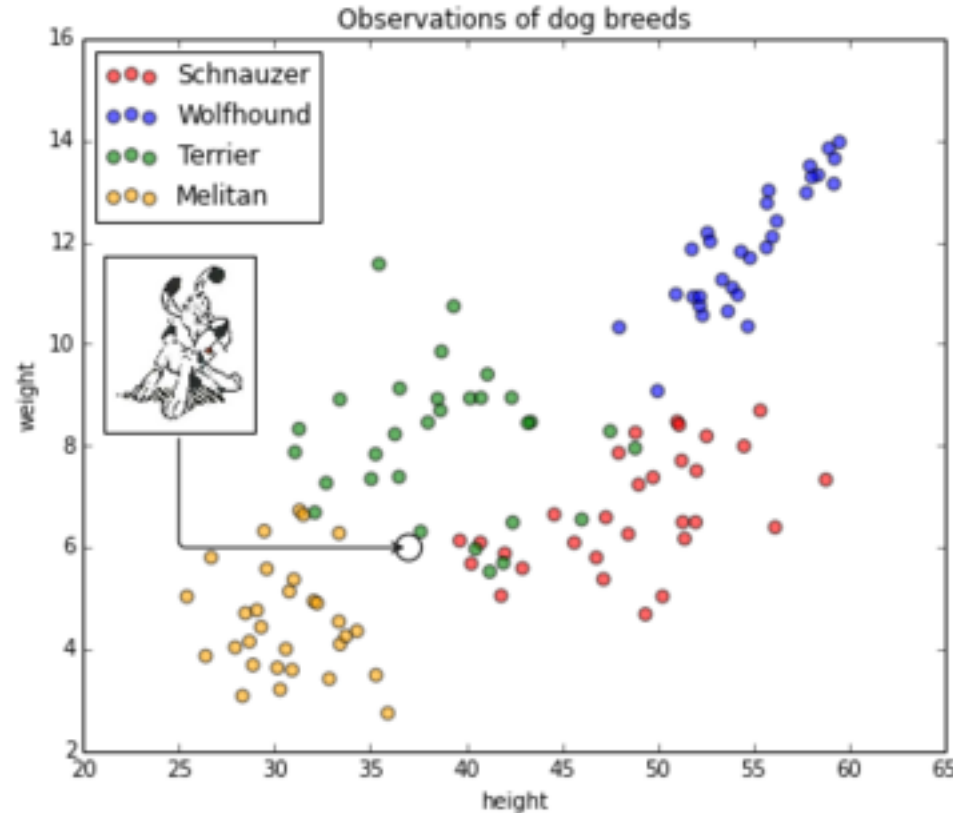 Observations of dog breeds
16
14
12
10
8
6
4
2
weight
Schnauzer
Wolfhound
Terrier
Melitan
20 25 30 35 40 45 50 55 60 65
height